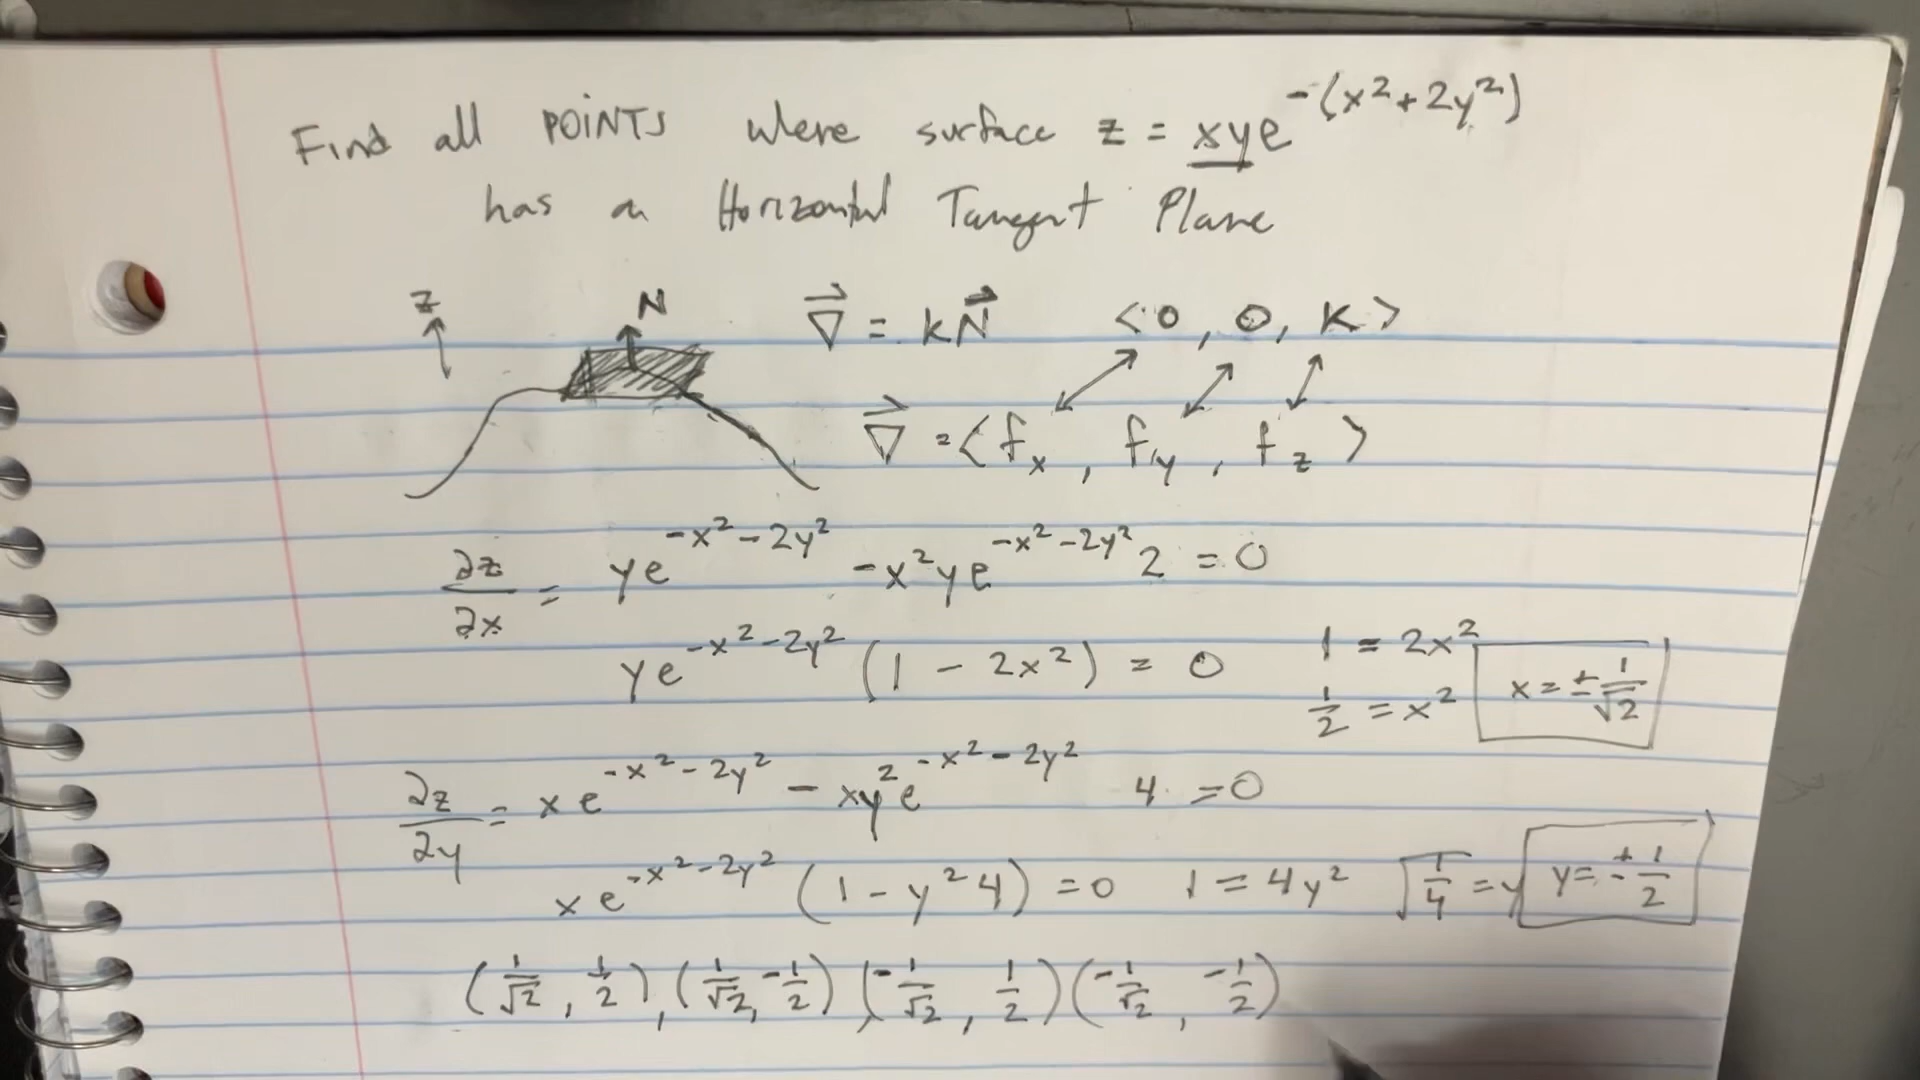 Find all POINTS where surface z = xye^{-(x²+2y²)}
has a Horizontal Tangent Plane
z N ∇⃗ = kN⃗ <0, 0, K>
∇⃗ = <f_x, f_y, f_z>
∂z/∂x = ye^{-x²-2y²} -x²ye^{-x²-2y²} 2 = 0
ye^{-x²-2y²} (1 - 2x²) = 0 1 = 2x²
1/2 = x² x = ± 1/√2
∂z/∂y = xe^{-x²-2y²} - xy²e^{-x²-2y²} 4 = 0
xe^{-x²-2y²} (1 - y²4) = 0 1 = 4y² √(1/4) = y y = ± 1/2
(1/√2, 1/2), (1/√2, -1/2), (-1/√2, 1/2) (-1/√2, -1/2)